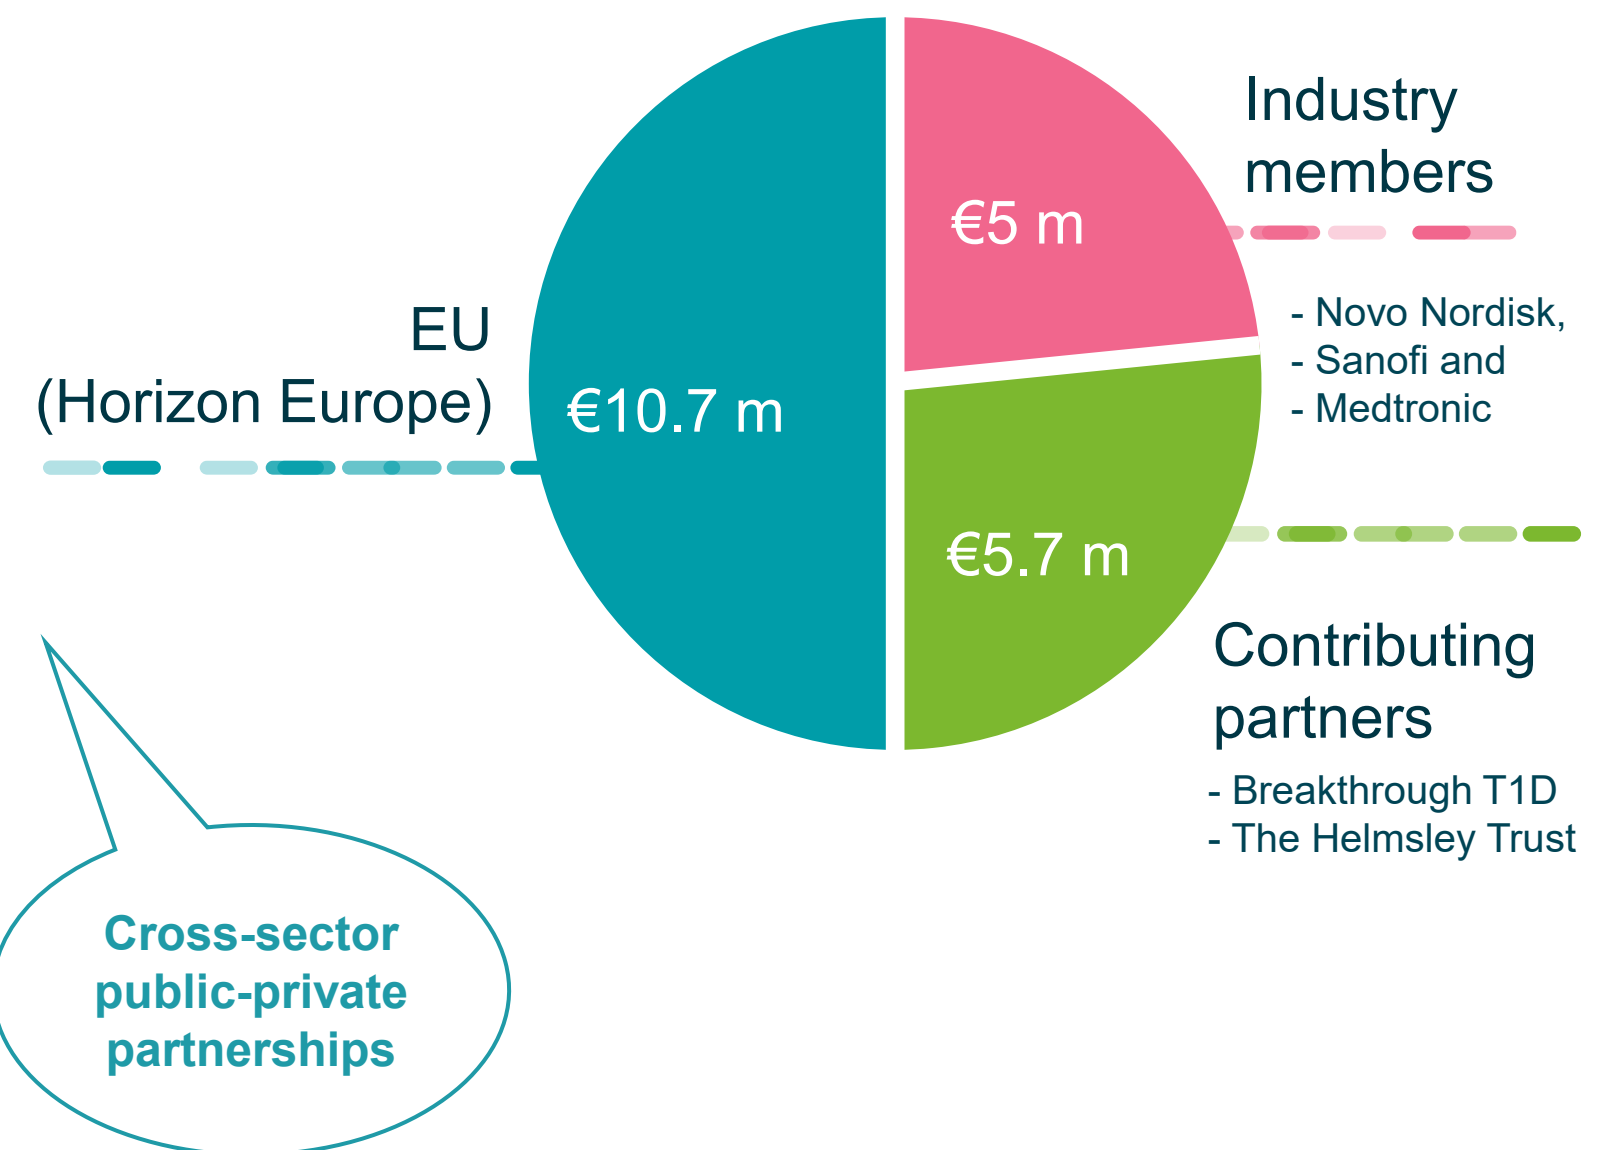 EU
(Horizon Europe)
€10.7 m
€5 m
€5.7 m
Industry
members
- Novo Nordisk,
- Sanofi and
- Medtronic
Contributing
partners
- Breakthrough T1D
- The Helmsley Trust
Cross-sector
public-private
partnerships